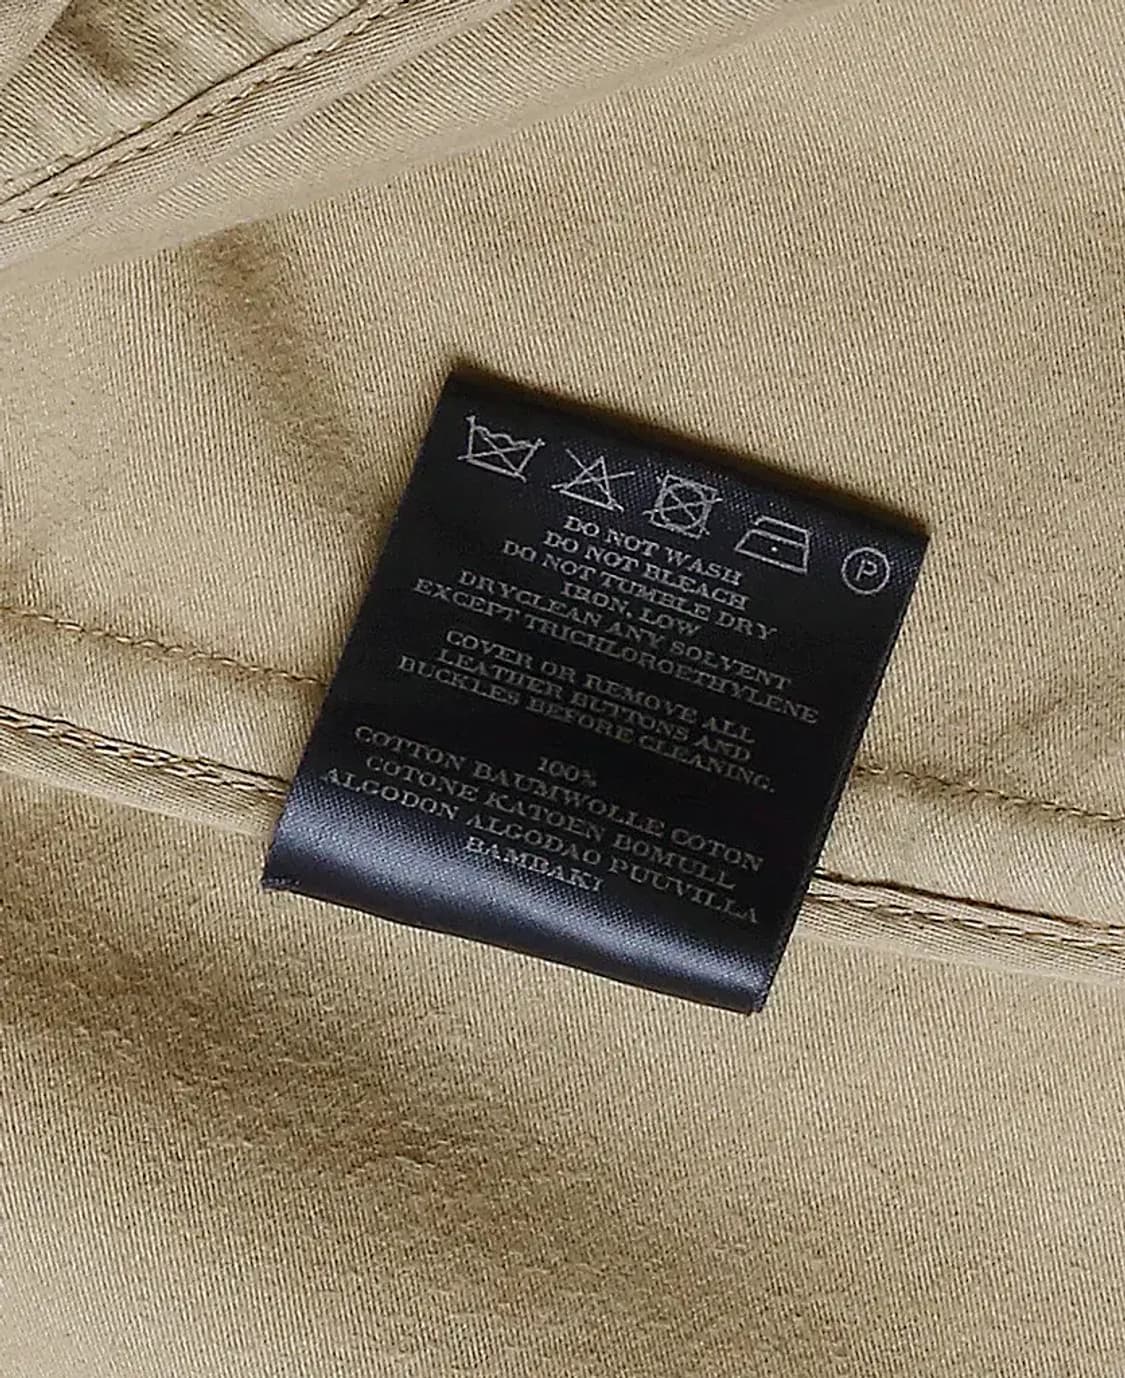 P
DO NOT WASH
DO NOT BLEACH
DO NOT TUMBLE DRY
IRON, LOW
DRYCLEAN ANY SOLVENT
EXCEPT TRICHLOROETHYLENE
COVER OR REMOVE ALL
LEATHER BUTTONS AND
BUCKLES BEFORE CLEANING.
100%
COTTON BAUMWOLLE COTON
COTONE KATOEN BOMULL
ALGODON ALGODAO PUUVILLA
BAMBAKI